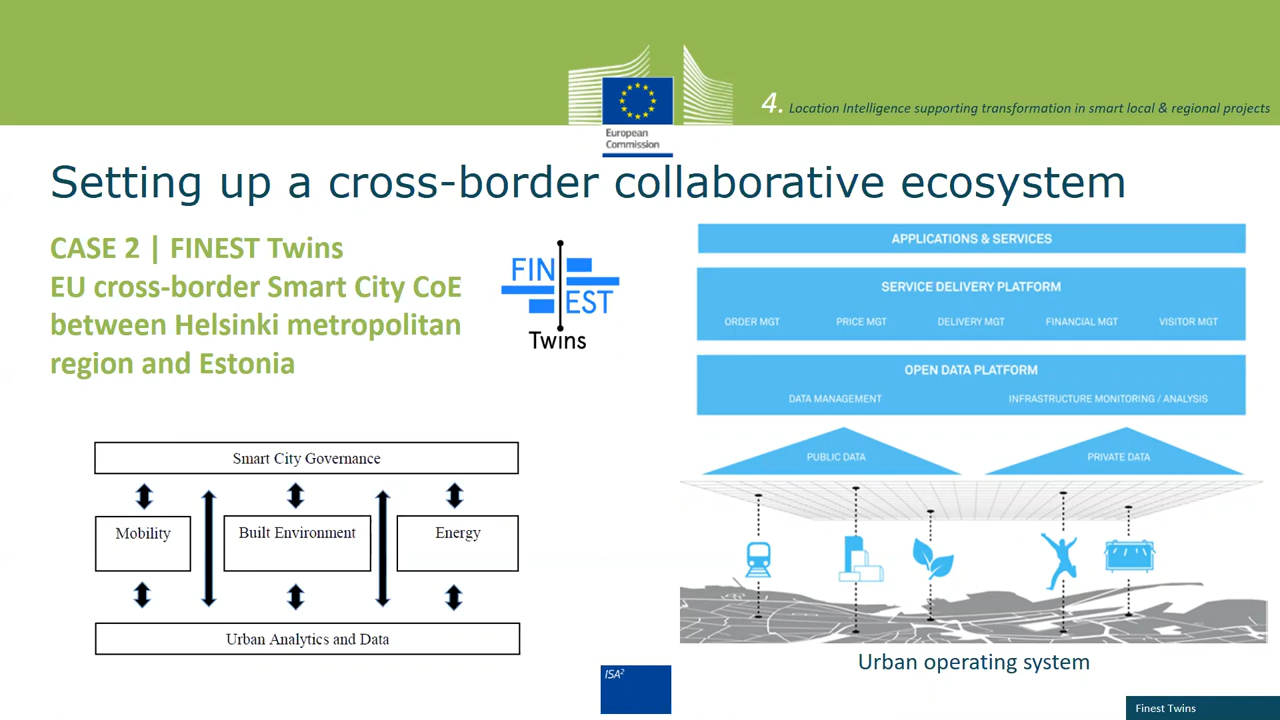 European
Commission
4. Location Intelligence supporting transformation in smart local & regional projects
Setting up a cross-border collaborative ecosystem
CASE 2 | FINEST Twins
EU cross-border Smart City CoE
between Helsinki metropolitan
region and Estonia
FIN
EST
Twins
Smart City Governance
Mobility
Built Environment
Energy
Urban Analytics and Data
APPLICATIONS & SERVICES
SERVICE DELIVERY PLATFORM
ORDER MGT PRICE MGT DELIVERY MGT FINANCIAL MGT VISITOR MGT
OPEN DATA PLATFORM
DATA MANAGEMENT INFRASTRUCTURE MONITORING / ANALYSIS
PUBLIC DATA PRIVATE DATA
Urban operating system
ISA²
Finest Twins